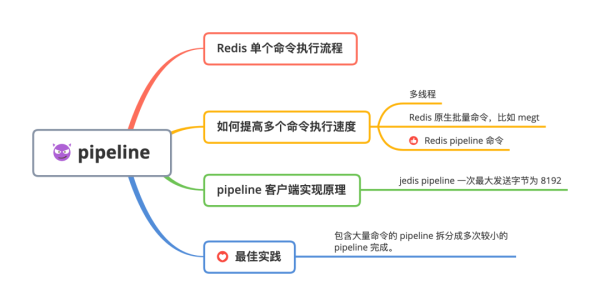 pipeline
Redis 单个命令执行流程
如何提高多个命令执行速度
多线程
Redis 原生批量命令，比如 megt
Redis pipeline 命令
pipeline 客户端实现原理
jedis pipeline 一次最大发送字节为 8192
最佳实践
包含大量命令的 pipeline 拆分成多次较小的
pipeline 完成。